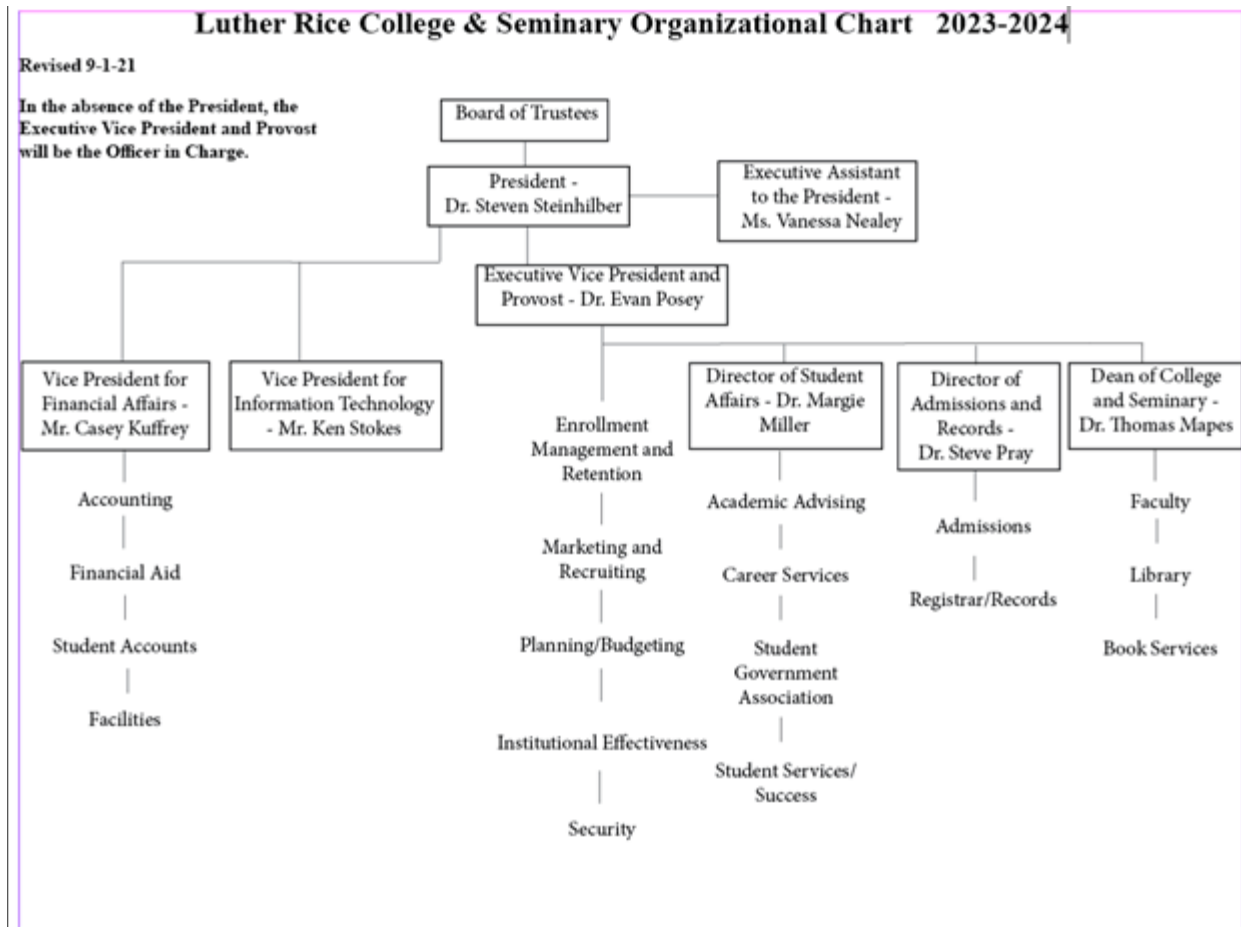 Luther Rice College & Seminary Organizational Chart 2023-2024
Revised 9-1-21
In the absence of the President, the
Executive Vice President and Provost
will be the Officer in Charge.
Board of Trustees
President -
Dr. Steven Steinhilber
Executive Assistant
to the President -
Ms. Vanessa Nealey
Executive Vice President and
Provost - Dr. Evan Posey
Vice President for
Financial Affairs -
Mr. Casey Kuffrey
Accounting
Financial Aid
Student Accounts
Facilities
Vice President for
Information Technology
- Mr. Ken Stokes
Enrollment
Management and
Retention
Marketing and
Recruiting
Planning/Budgeting
Institutional Effectiveness
Security
Director of Student
Affairs - Dr. Margie
Miller
Academic Advising
Career Services
Student
Government
Association
Student Services/
Success
Director of
Admissions and
Records -
Dr. Steve Pray
Admissions
Registrar/Records
Dean of College
and Seminary -
Dr. Thomas Mapes
Faculty
Library
Book Services